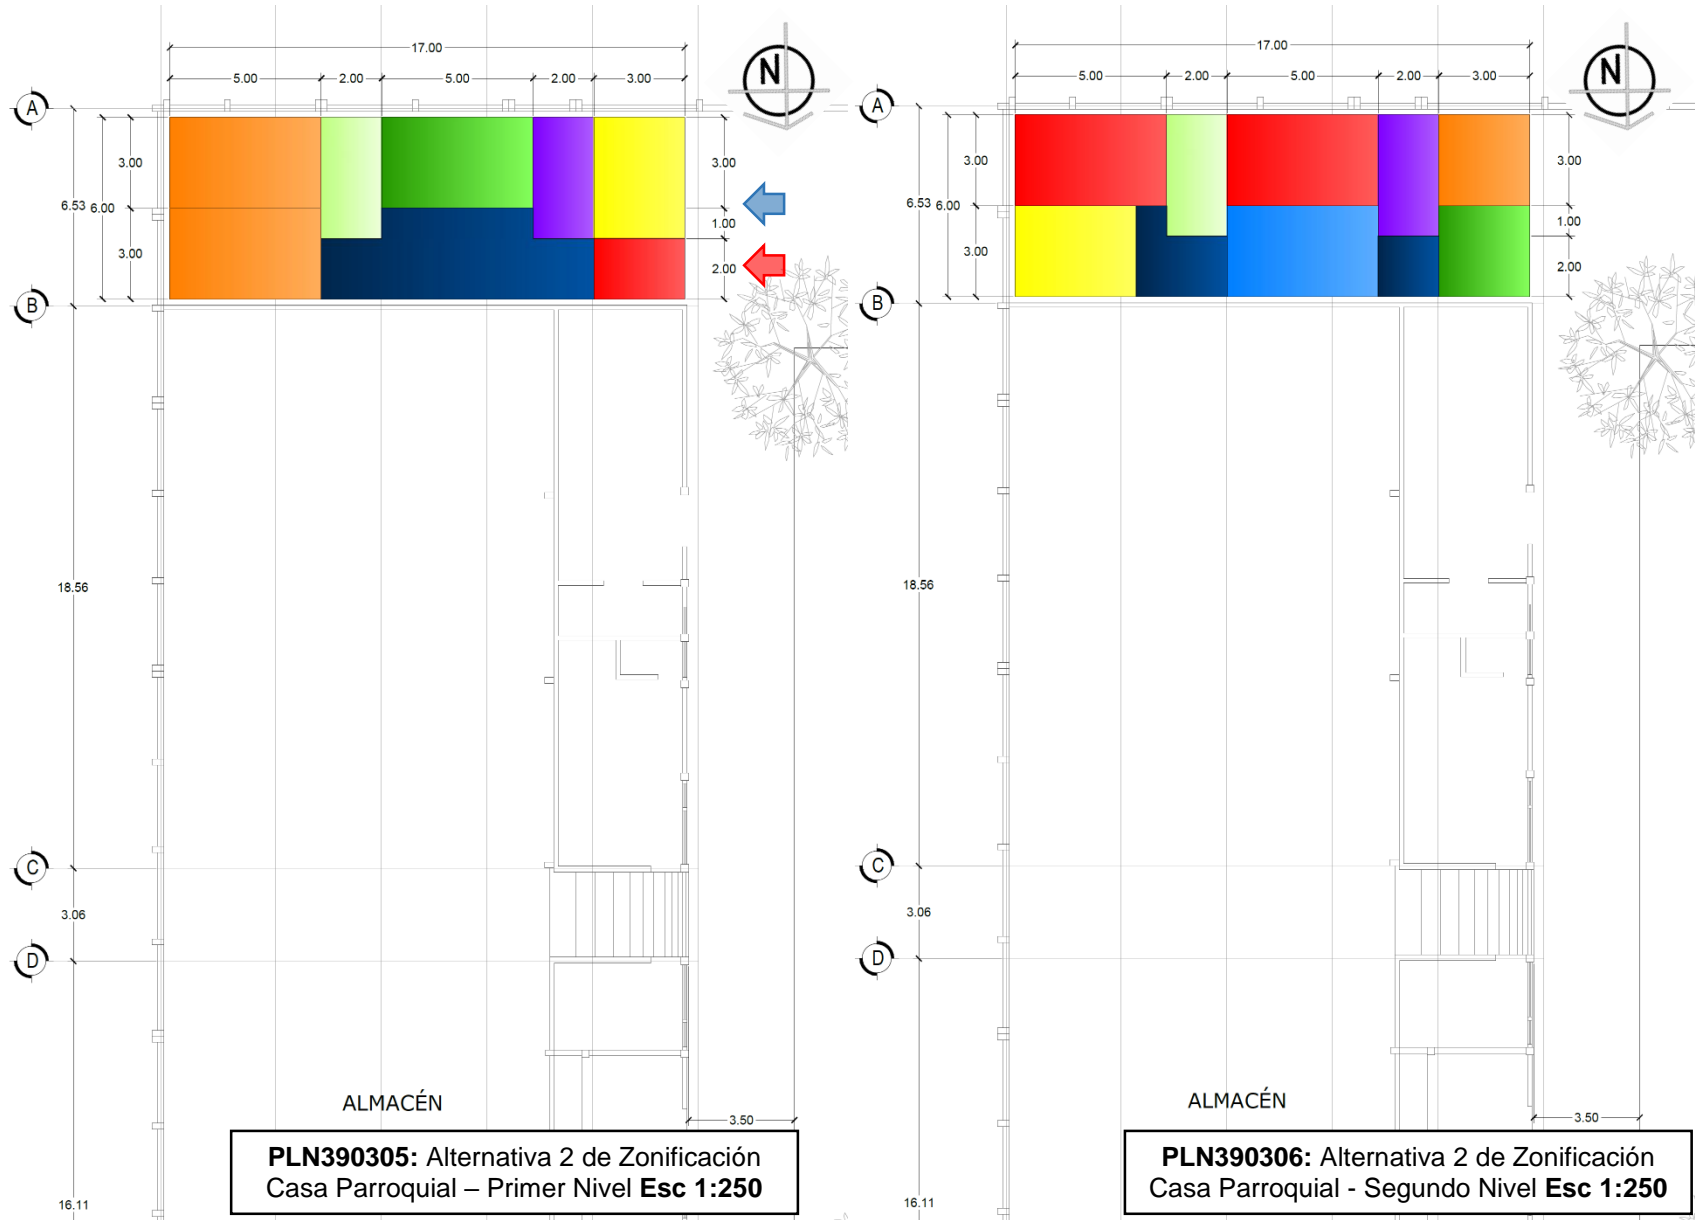 17.00
5.00
2.00
5.00
2.00
3.00
N
A
3.00
6.53
6.00
3.00
3.00
1.00
2.00
B
18.56
C
3.06
D
ALMACÉN
3.50
16.11
PLN390305: Alternativa 2 de Zonificación
Casa Parroquial – Primer Nivel Esc 1:250
17.00
5.00
2.00
5.00
2.00
3.00
N
A
3.00
6.53
6.00
3.00
3.00
1.00
2.00
B
18.56
C
3.06
D
ALMACÉN
3.50
16.11
PLN390306: Alternativa 2 de Zonificación
Casa Parroquial - Segundo Nivel Esc 1:250